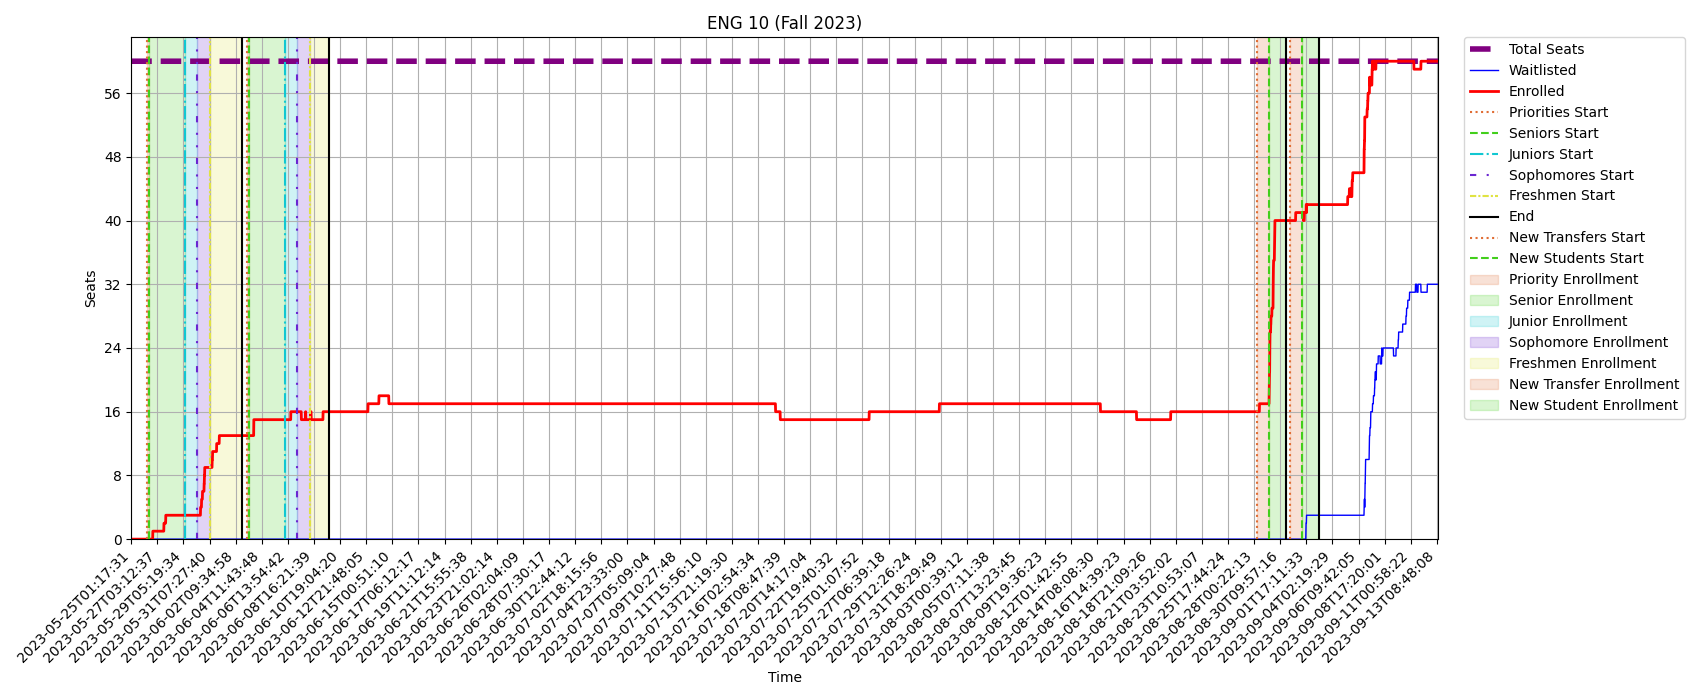 ENG 10 (Fall 2023)
Total Seats
Waitlisted
Enrolled
Priorities Start
Seniors Start
Juniors Start
Sophomores Start
Freshmen Start
End
New Transfers Start
New Students Start
Priority Enrollment
Senior Enrollment
Junior Enrollment
Sophomore Enrollment
Freshmen Enrollment
New Transfer Enrollment
New Student Enrollment
Seats
56
48
40
32
24
16
8
0
2023-05-25T01:17:31
2023-05-27T03:12:37
2023-05-29T05:19:34
2023-05-31T07:27:40
2023-06-02T09:34:58
2023-06-04T11:43:48
2023-06-06T13:54:42
2023-06-08T16:21:39
2023-06-10T19:04:20
2023-06-12T21:48:05
2023-06-15T00:51:10
2023-06-17T06:12:17
2023-06-19T11:12:14
2023-06-21T15:55:38
2023-06-23T21:02:14
2023-06-26T02:04:09
2023-06-28T07:30:17
2023-06-30T12:44:12
2023-07-02T18:15:56
2023-07-04T23:33:00
2023-07-07T05:09:04
2023-07-09T10:27:48
2023-07-11T15:56:10
2023-07-13T21:19:30
2023-07-16T02:54:34
2023-07-18T08:47:39
2023-07-20T14:17:04
2023-07-22T19:40:32
2023-07-25T01:07:52
2023-07-27T06:39:18
2023-07-29T12:26:24
2023-07-31T18:29:49
2023-08-03T00:39:12
2023-08-05T07:11:38
2023-08-07T13:23:45
2023-08-09T19:36:23
2023-08-12T01:42:55
2023-08-14T08:08:30
2023-08-16T14:39:23
2023-08-18T21:09:26
2023-08-21T03:52:02
2023-08-23T10:53:07
2023-08-25T17:44:24
2023-08-28T00:22:13
2023-08-30T09:57:16
2023-09-01T17:11:33
2023-09-04T02:19:29
2023-09-06T09:42:05
2023-09-08T17:20:01
2023-09-11T00:58:22
2023-09-13T08:48:08
Time